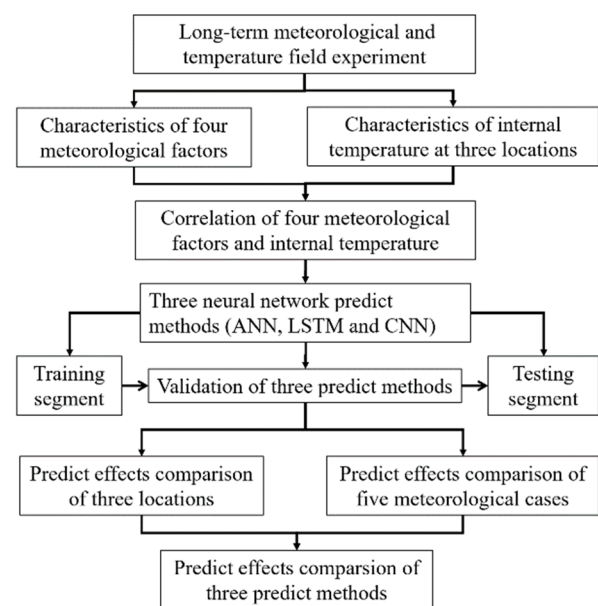 Long-term meteorological and
temperature field experiment
Characteristics of four
meteorological factors
Characteristics of internal
temperature at three locations
Correlation of four meteorological
factors and internal temperature
Three neural network predict
methods (ANN, LSTM and CNN)
Training
segment
Validation of three predict methods
Testing
segment
Predict effects comparison
of three locations
Predict effects comparison of
five meteorological cases
Predict effects comparsion of
three predict methods